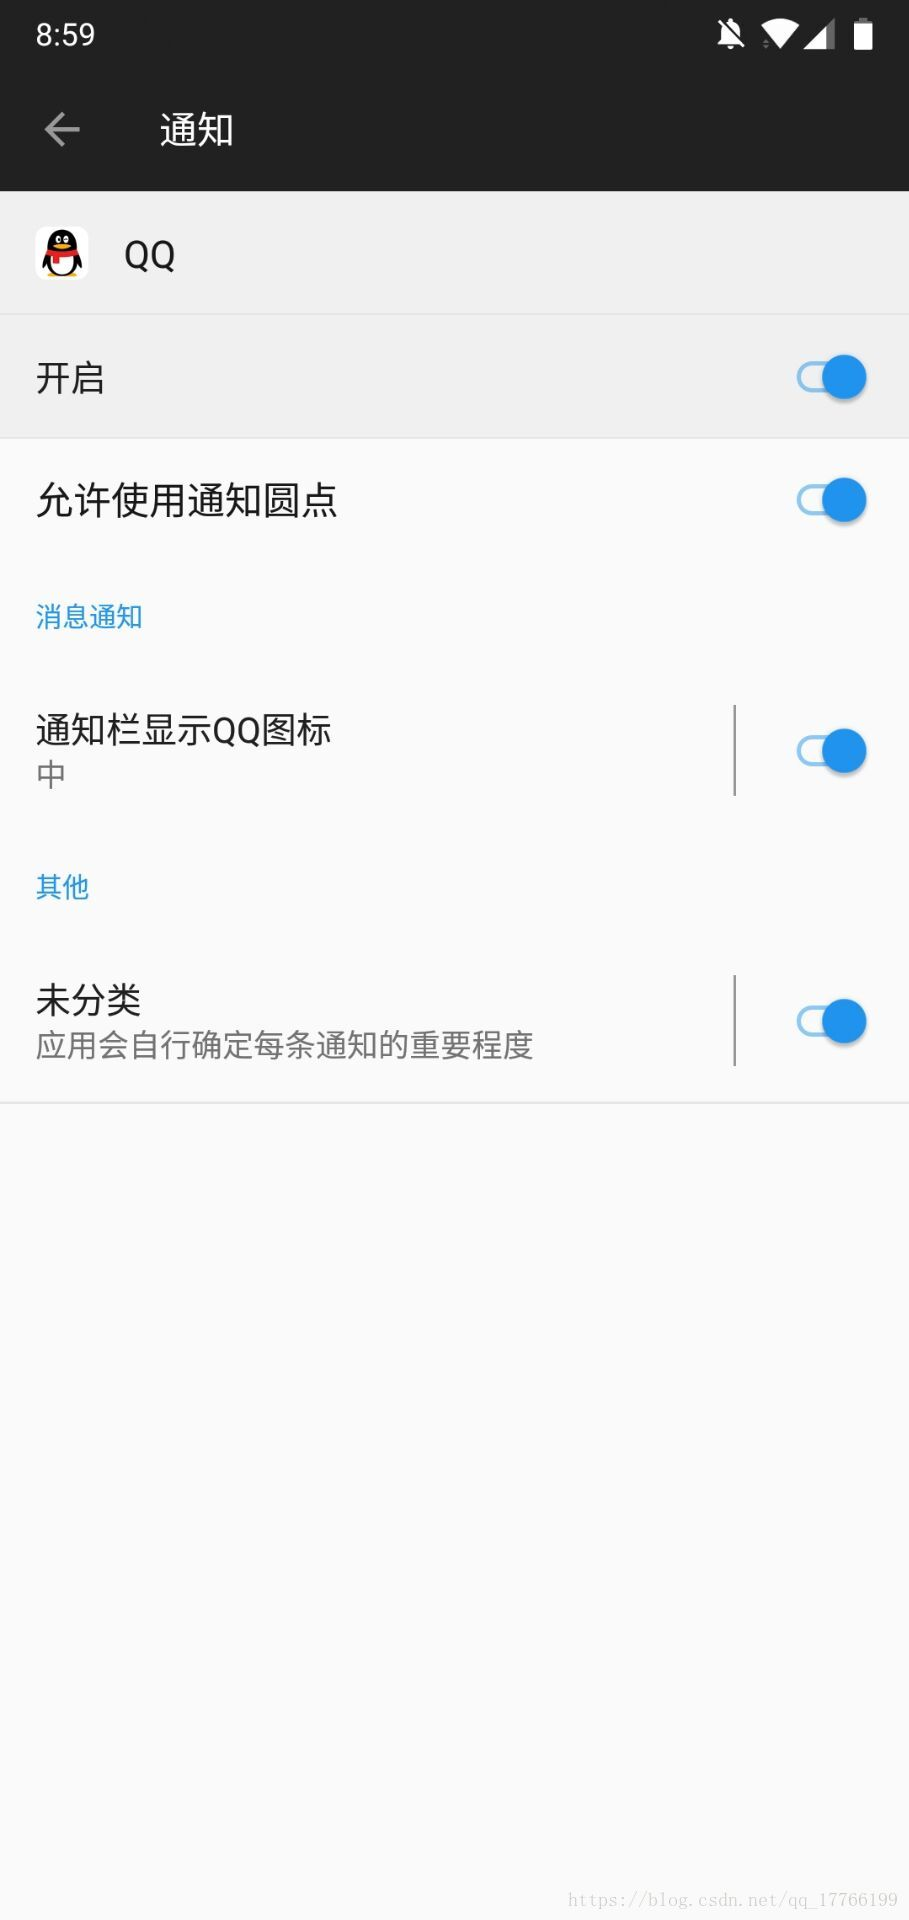 8:59
通知
QQ
开启
允许使用通知圆点
消息通知
通知栏显示QQ图标
中
其他
未分类
应用会自行确定每条通知的重要程度
https://blog.csdn.net/qq_17766199